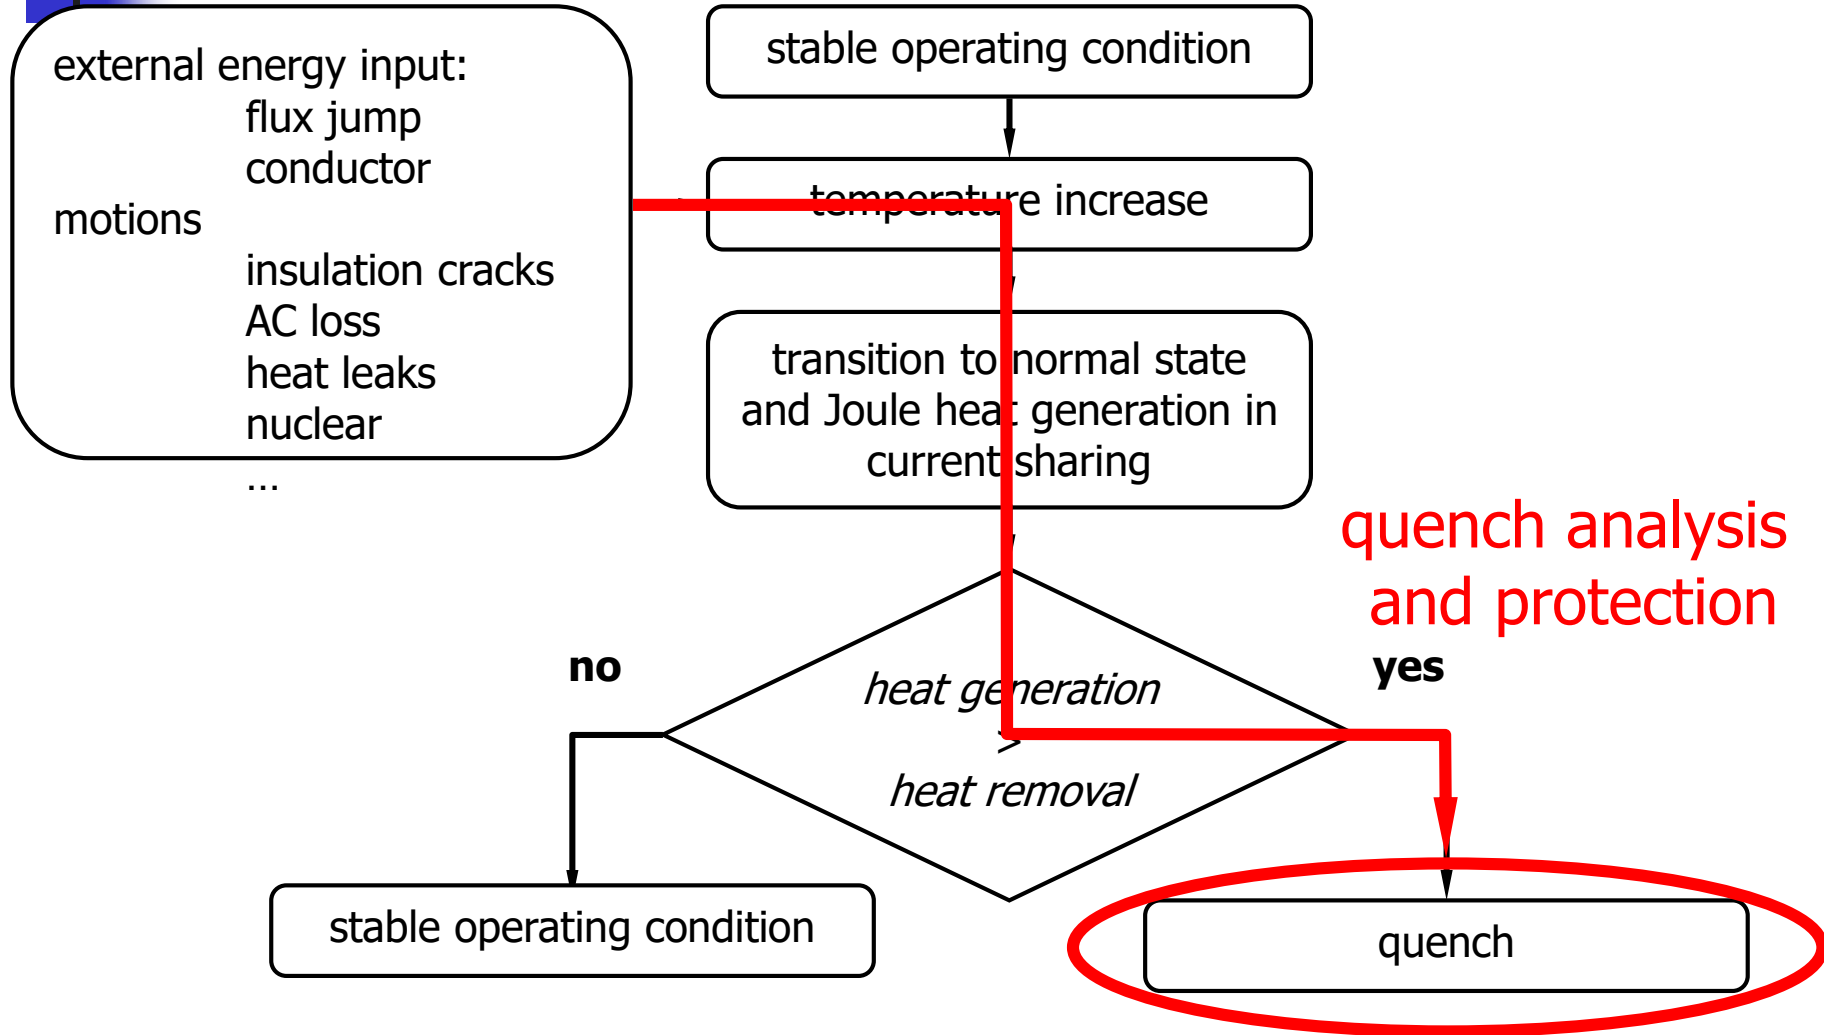 external energy input:
flux jump
conductor
motions
insulation cracks
AC loss
heat leaks
nuclear
...
stable operating condition
temperature increase
transition to normal state
and Joule heat generation in
current sharing
quench analysis
and protection
no
yes
heat generation
>
heat removal
stable operating condition
quench